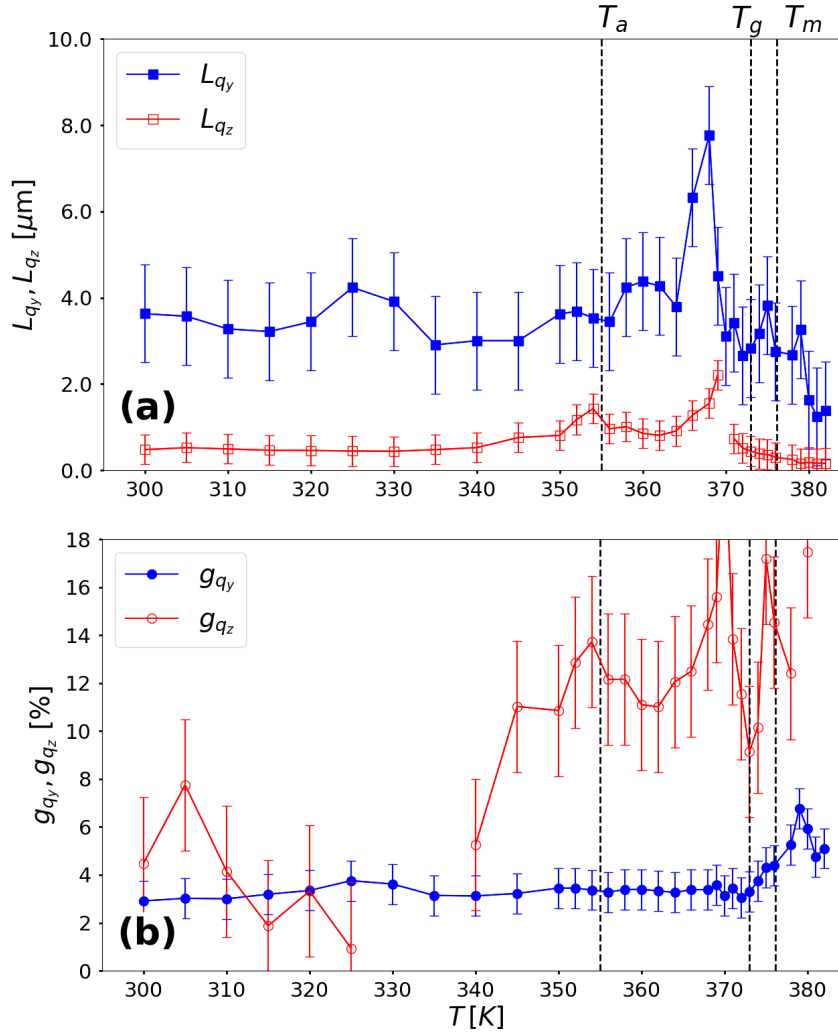 T_a T_g T_m
10.0
8.0
6.0
4.0
2.0
0.0
L_{q_y}, L_{q_z} [μm]
L_{q_y}
L_{q_z}
(a)
300 310 320 330 340 350 360 370 380
18
16
14
12
10
8
6
4
2
0
g_{q_y}, g_{q_z} [%]
g_{q_y}
g_{q_z}
(b)
300 310 320 330 340 350 360 370 380
T [K]